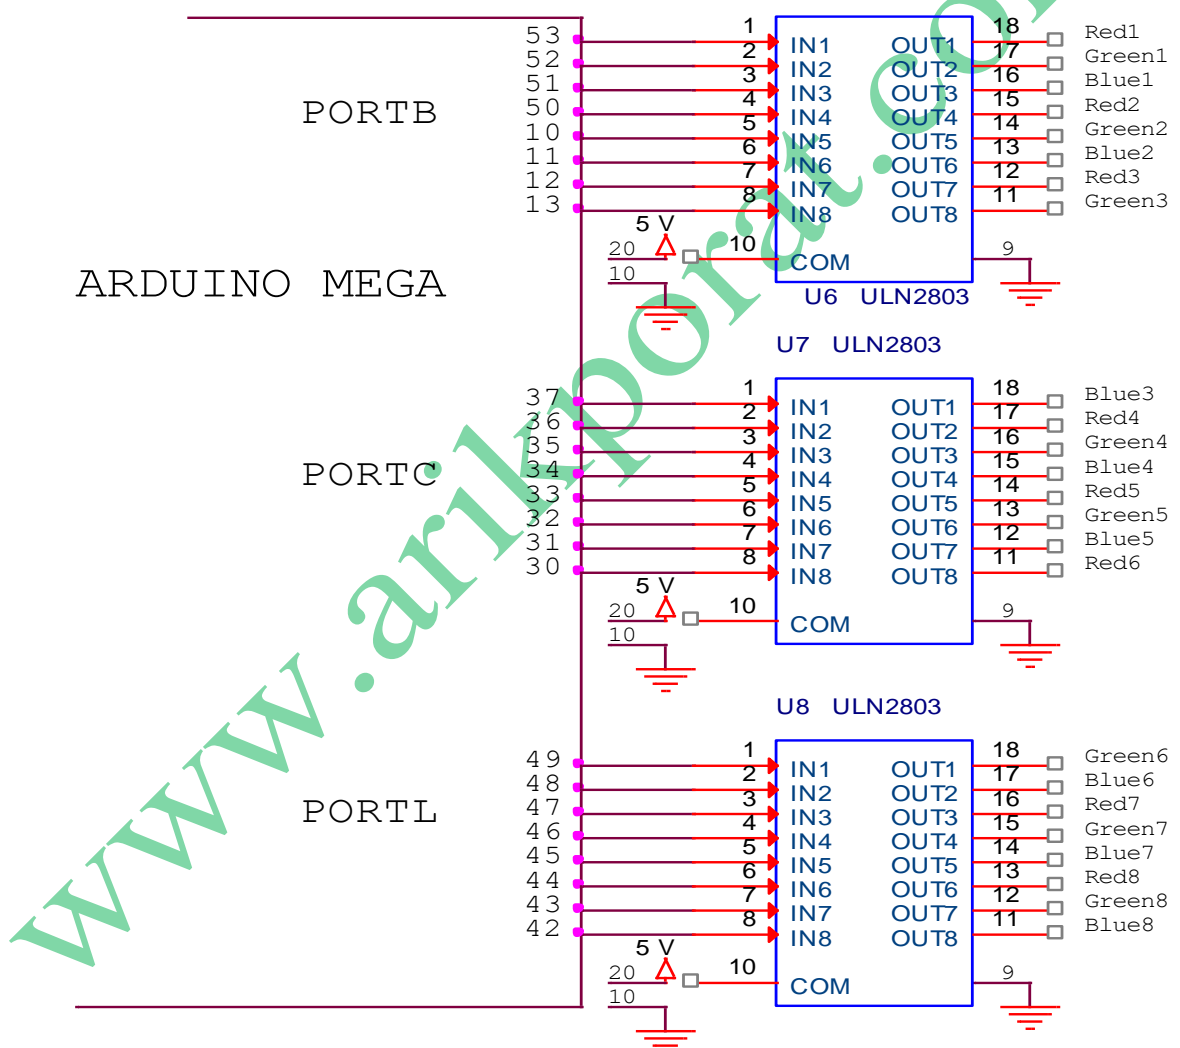 53 1 IN1 OUT1 18 Red1
52 2 IN2 OUT2 17 Green1
51 3 IN3 OUT3 16 Blue1
PORTB
50 4 IN4 OUT4 15 Red2
10 5 IN5 OUT5 14 Green2
11 6 IN6 OUT6 13 Blue2
12 7 IN7 OUT7 12 Red3
13 8 IN8 OUT8 11 Green3
5 V
20 10 COM 9
10
ARDUINO MEGA
U6 ULN2803
U7 ULN2803
37 1 IN1 OUT1 18 Blue3
36 2 IN2 OUT2 17 Red4
35 3 IN3 OUT3 16 Green4
PORTC
34 4 IN4 OUT4 15 Blue4
33 5 IN5 OUT5 14 Red5
32 6 IN6 OUT6 13 Green5
31 7 IN7 OUT7 12 Blue5
30 8 IN8 OUT8 11 Red6
5 V
20 10 COM 9
10
U8 ULN2803
49 1 IN1 OUT1 18 Green6
48 2 IN2 OUT2 17 Blue6
47 3 IN3 OUT3 16 Red7
PORTL
46 4 IN4 OUT4 15 Green7
45 5 IN5 OUT5 14 Blue7
44 6 IN6 OUT6 13 Red8
43 7 IN7 OUT7 12 Green8
42 8 IN8 OUT8 11 Blue8
5 V
20 10 COM 9
10
www.arikporat.co